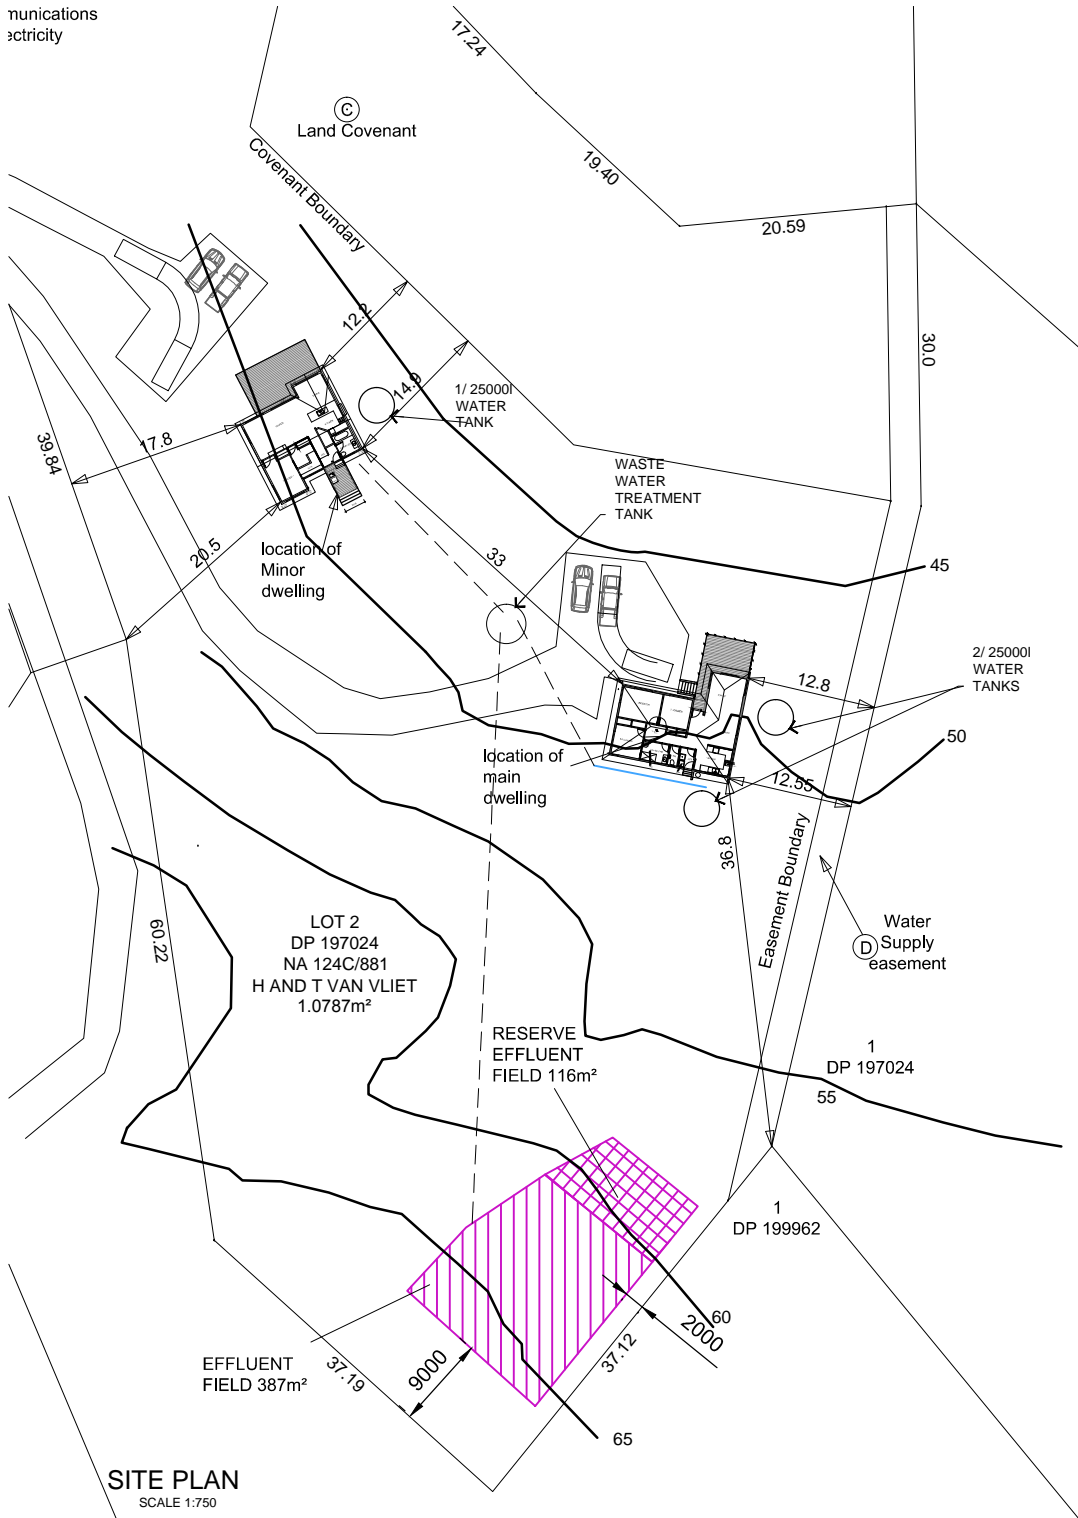 munications
ectricity
17.24
C
Land Covenant
Covenant Boundary
19.40
20.59
30.0
12.2
14.9
1/ 25000l
WATER
TANK
39.84
17.8
WASTE
WATER
TREATMENT
TANK
20.5
location of
Minor
dwelling
33
45
2/ 25000l
WATER
TANKS
12.8
50
location of
main
dwelling
12.55
36.8
Easement Boundary
60.22
LOT 2
DP 197024
NA 124C/881
H AND T VAN VLIET
1.0787m²
D
Water
Supply
easement
RESERVE
EFFLUENT
FIELD 116m²
1
DP 197024
55
1
DP 199962
60
2000
37.12
EFFLUENT
FIELD 387m²
37.19
9000
65
SITE PLAN
SCALE 1:750